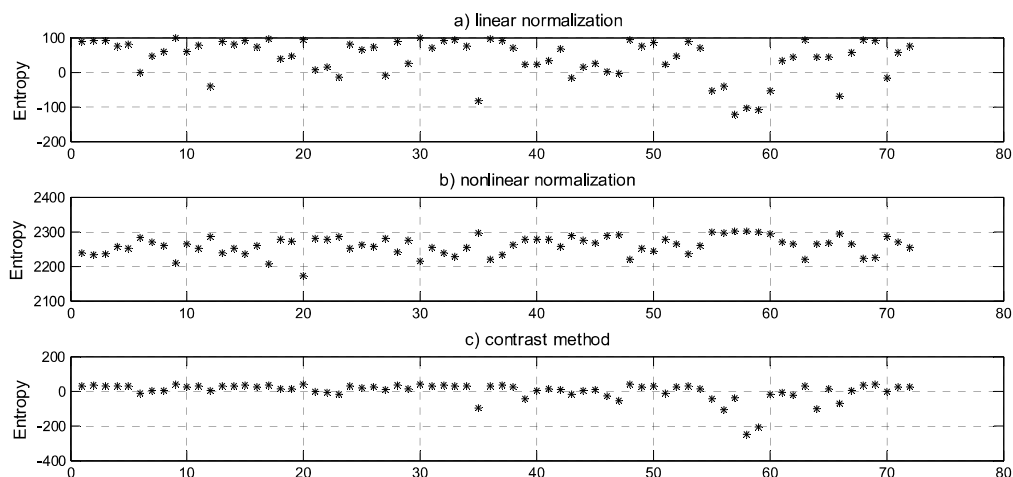 a) linear normalization
100
0
-100
-200
Entropy
0 10 20 30 40 50 60 70 80
b) nonlinear normalization
2400
2300
2200
2100
Entropy
0 10 20 30 40 50 60 70 80
c) contrast method
200
0
-200
-400
Entropy
0 10 20 30 40 50 60 70 80